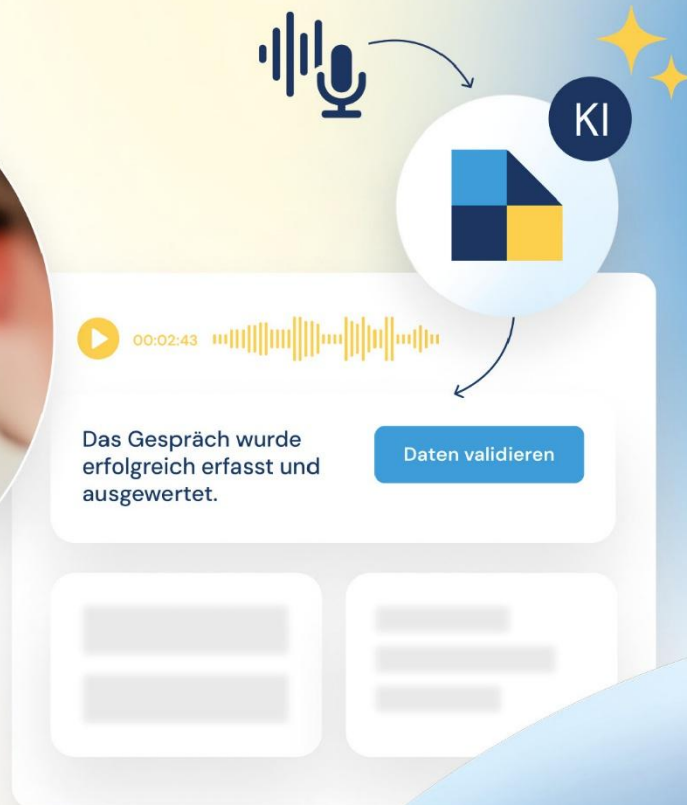 KI
00:02:43
Das Gespräch wurde
erfolgreich erfasst und
ausgewertet.
Daten validieren